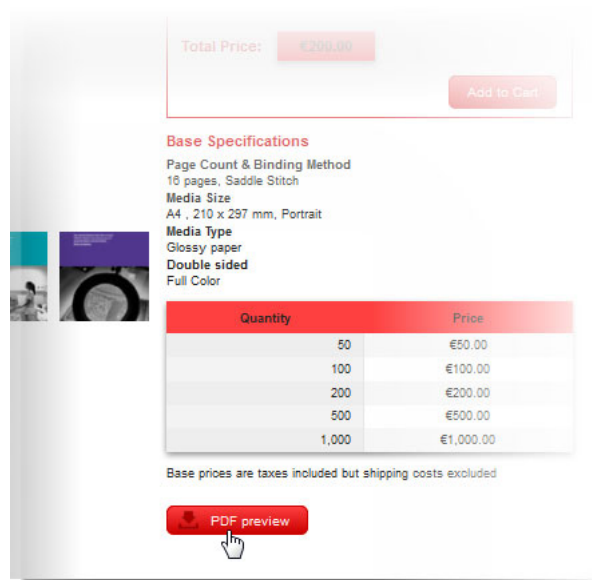 Total Price: €200.00
Add to Cart
Base Specifications
Page Count & Binding Method
16 pages, Saddle Stitch
Media Size
A4 , 210 x 297 mm, Portrait
Media Type
Glossy paper
Double sided
Full Color
Quantity Price
50 €50.00
100 €100.00
200 €200.00
500 €500.00
1,000 €1,000.00
Base prices are taxes included but shipping costs excluded
PDF preview